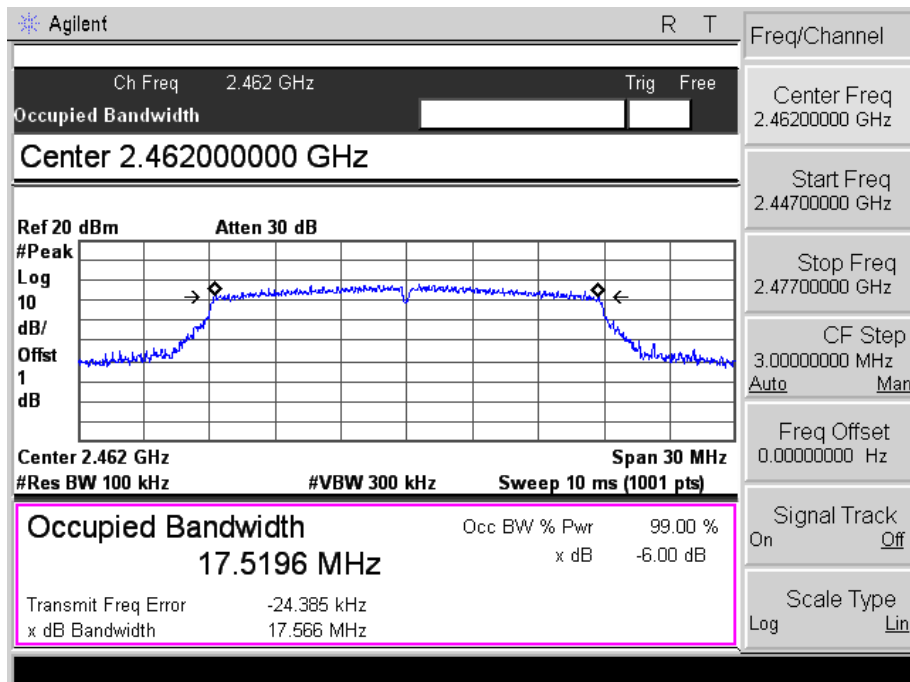 Agilent R T
Ch Freq 2.462 GHz Trig Free
Occupied Bandwidth
Center 2.462000000 GHz
Ref 20 dBm Atten 30 dB
#Peak
Log
10
dB/
Offst
1
dB
Center 2.462 GHz Span 30 MHz
#Res BW 100 kHz #VBW 300 kHz Sweep 10 ms (1001 pts)
Occupied Bandwidth
17.5196 MHz
Occ BW % Pwr 99.00 %
x dB -6.00 dB
Transmit Freq Error -24.385 kHz
x dB Bandwidth 17.566 MHz
Freq/Channel
Center Freq
2.46200000 GHz
Start Freq
2.44700000 GHz
Stop Freq
2.47700000 GHz
CF Step
3.00000000 MHz
Auto Man
Freq Offset
0.00000000 Hz
Signal Track
On Off
Scale Type
Log Lin